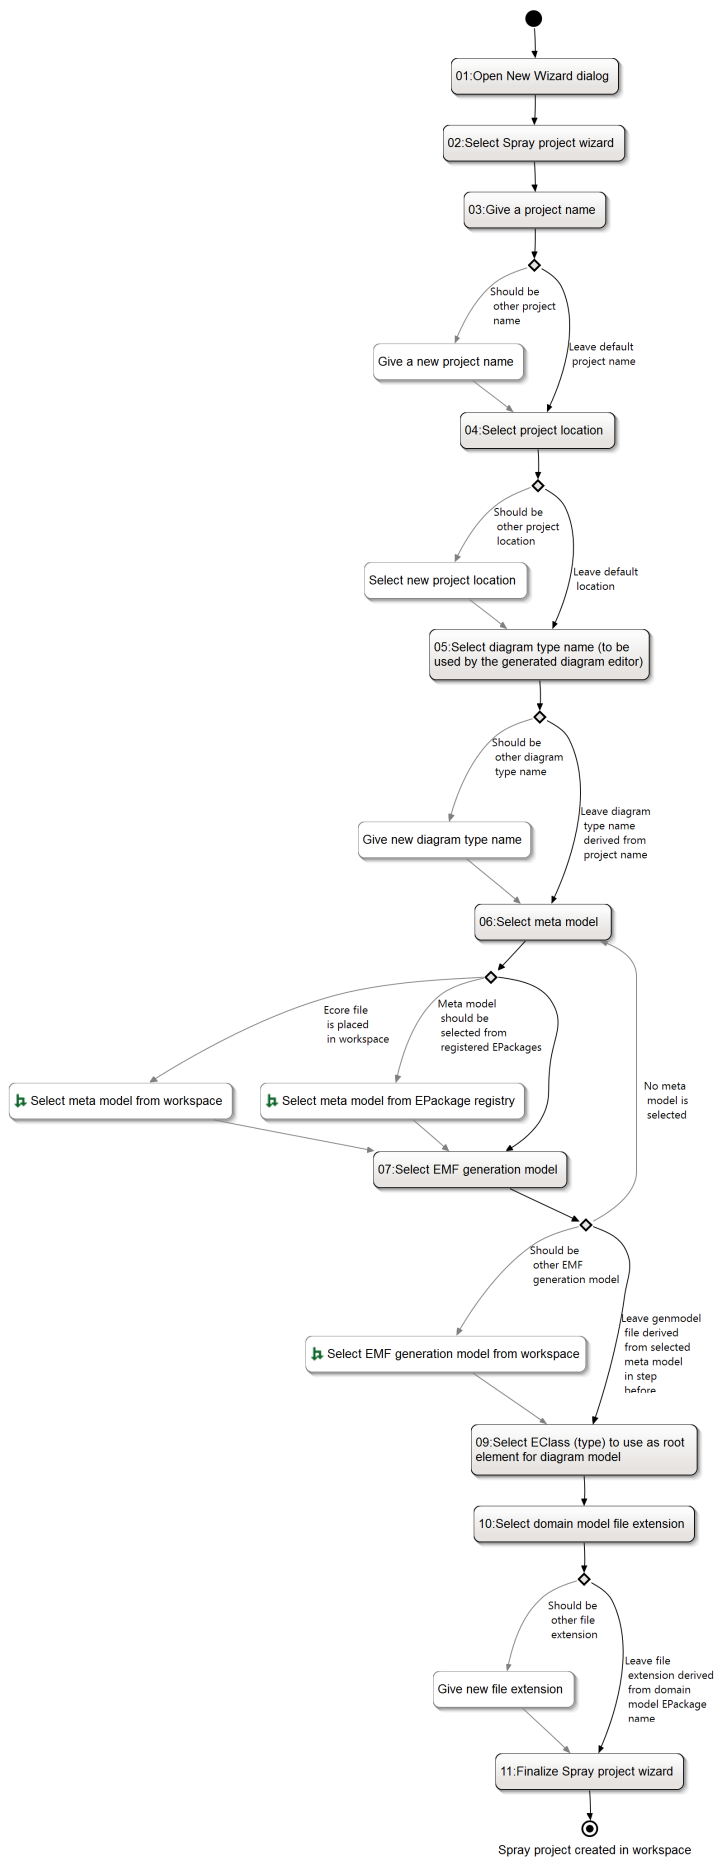 01:Open New Wizard dialog
02:Select Spray project wizard
03:Give a project name
Should be
other project
name
Leave default
project name
Give a new project name
04:Select project location
Should be
other project
location
Leave default
location
Select new project location
05:Select diagram type name (to be
used by the generated diagram editor)
Should be
other diagram
type name
Leave diagram
type name
derived from
project name
Give new diagram type name
06:Select meta model
Ecore file
is placed
in workspace
Meta model
should be
selected from
registered EPackages
No meta
model is
selected
Select meta model from workspace
Select meta model from EPackage registry
07:Select EMF generation model
Should be
other EMF
generation model
Leave genmodel
file derived
from selected
meta model
in step
before
Select EMF generation model from workspace
09:Select EClass (type) to use as root
element for diagram model
10:Select domain model file extension
Should be
other file
extension
Leave file
extension derived
from domain
model EPackage
name
Give new file extension
11:Finalize Spray project wizard
Spray project created in workspace